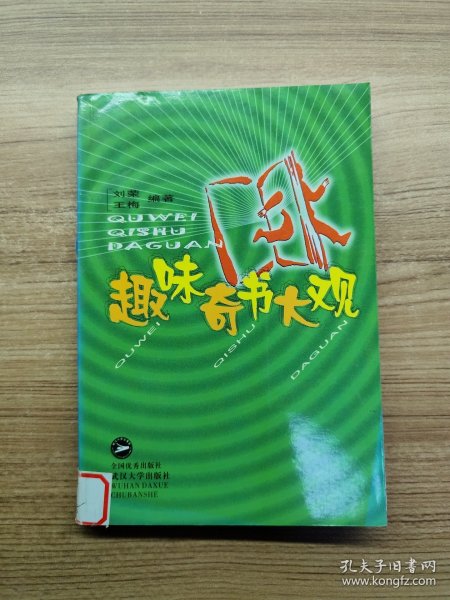 刘荣
王梅
编著
QUWEI
QISHU
DAGUAN
趣味奇书大观
QUWEI
QISHU
DAGUAN
全国优秀出版社
武汉大学出版社
WUHAN DAXUE
CHUBANSHE
孔夫子旧书网
www.kongfz.com